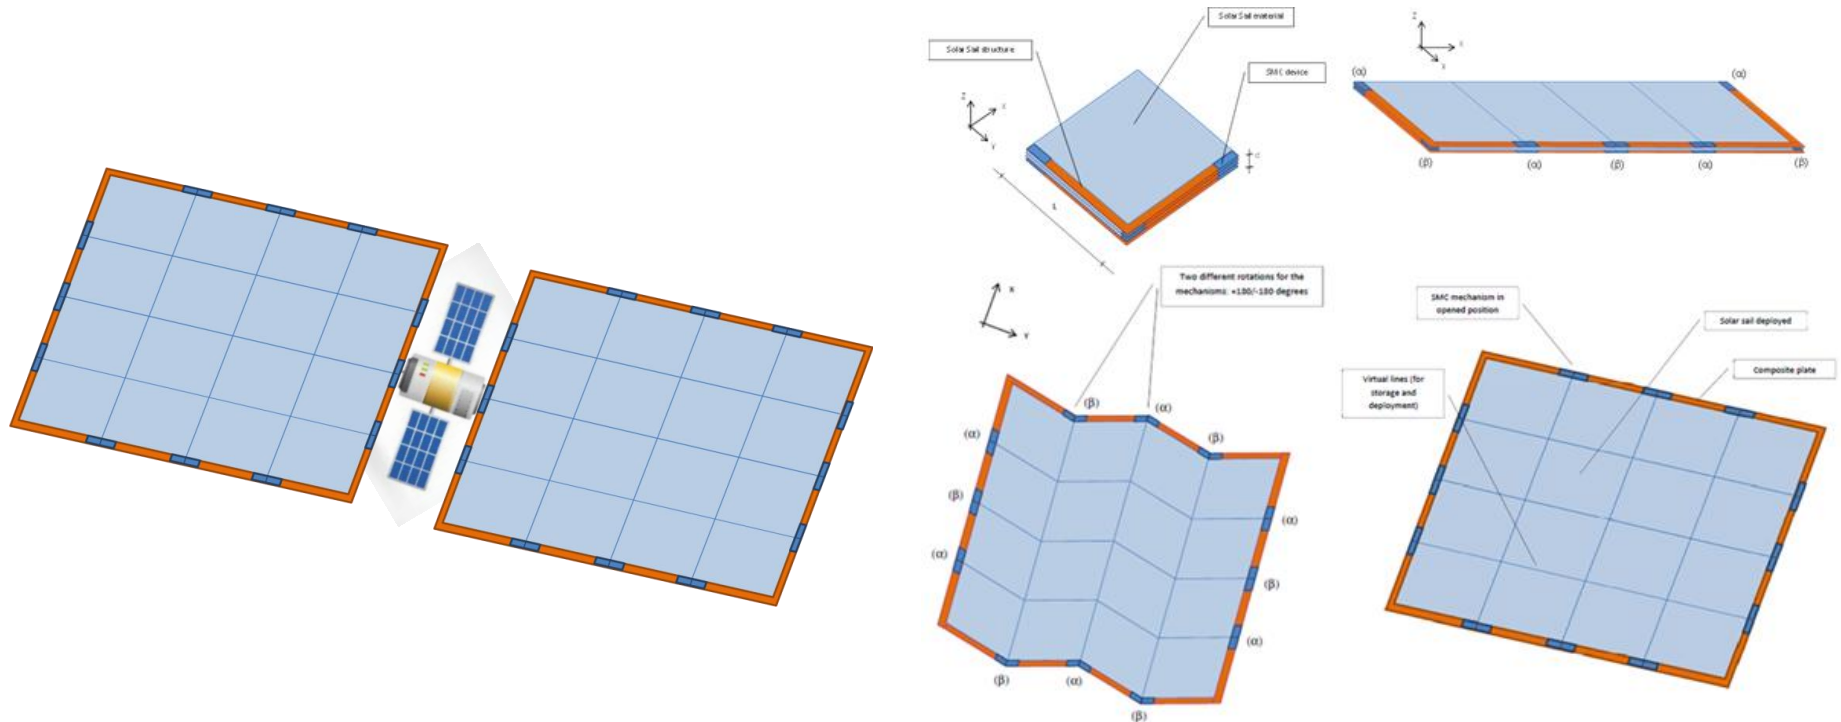 Solar Sail material
Solar Sail structure
SMC device
Z
X
Y
L
Z
X
(α)
(α)
(β)
(α)
(β)
(α)
(β)
Two different rotations for the
mechanisms: +180/-180 degrees
X
Y
(β)
(α)
(β)
(α)
(β)
(α)
(α)
(β)
(α)
(β)
(α)
(β)
SMC mechanism in
opened position
Solar sail deployed
Composite plate
Virtual lines (for
storage and
deployment)